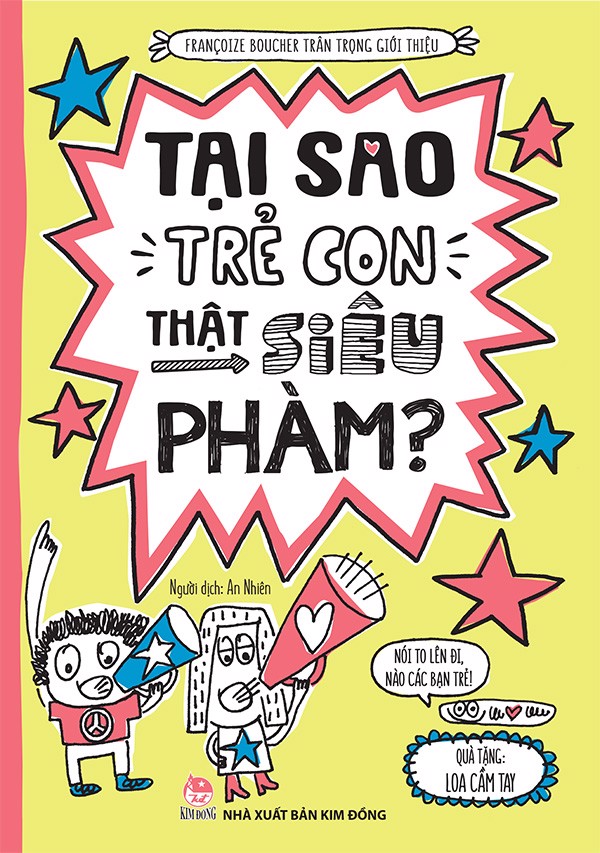 FRANÇOIZE BOUCHER TRÂN TRỌNG GIỚI THIỆU
TẠI SAO
TRẺ CON
THẬT SIÊU
PHÀM?
Người dịch: An Nhiên
NÓI TO LÊN ĐI,
NÀO CÁC BẠN TRẺ!
QUÀ TẶNG:
LOA CẦM TAY
KIM ĐỒNG
NHÀ XUẤT BẢN KIM ĐỒNG